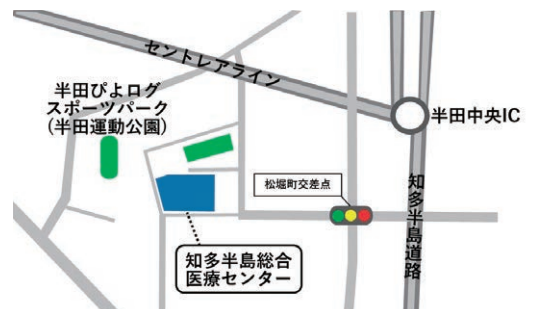 セントレアライン
半田ぴよログ
スポーツパーク
(半田運動公園)
半田中央IC
松堀町交差点
知多半島道路
知多半島総合
医療センター